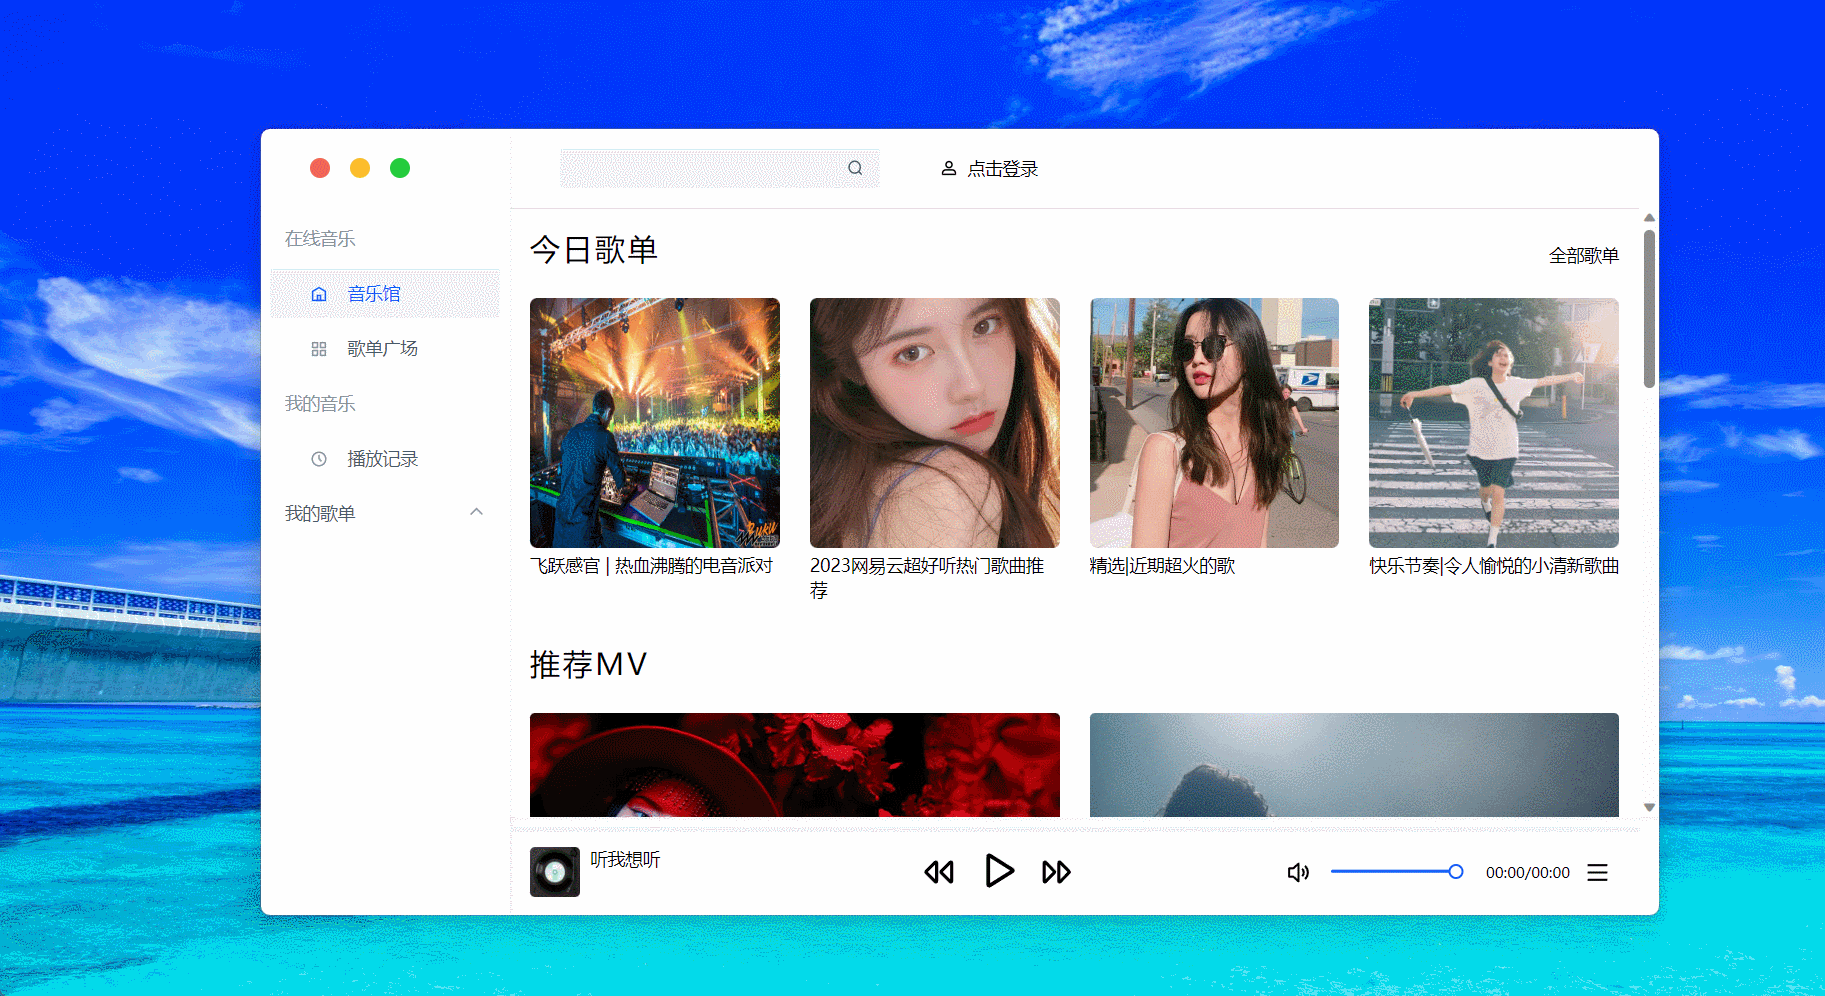 点击登录
在线音乐
音乐馆
歌单广场
我的音乐
播放记录
我的歌单
今日歌单
全部歌单
飞跃感官 | 热血沸腾的电音派对
2023网易云超好听热门歌曲推
荐
精选|近期超火的歌
快乐节奏|令人愉悦的小清新歌曲
推荐MV
听我想听
00:00/00:00